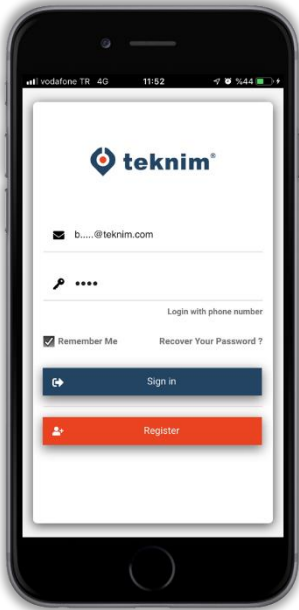 vodafone TR 4G 11:52 %44
teknim®
b.....@teknim.com
••••
Login with phone number
Remember Me Recover Your Password ?
Sign in
Register